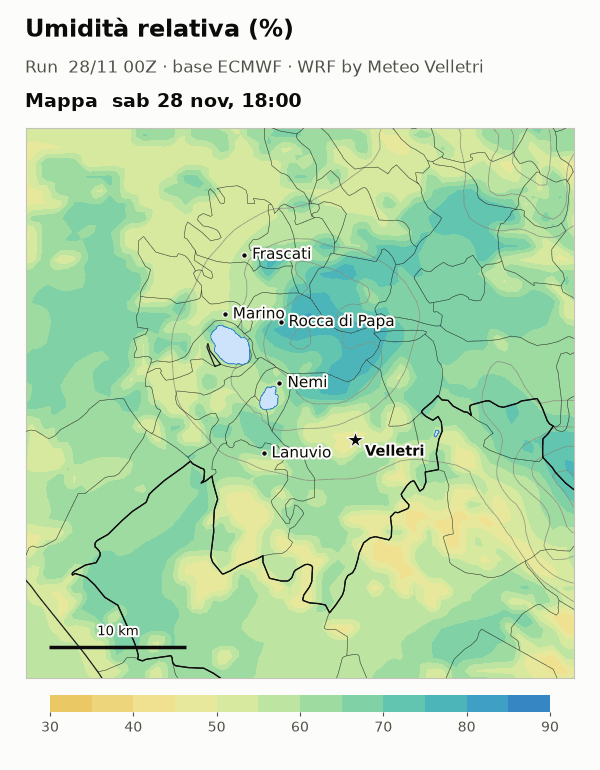 Umidità relativa (%)
Run  28/11 00Z · base ECMWF · WRF by Meteo Velletri
Mappa  sab 28 nov, 18:00
Frascati
Marino
Rocca di Papa
Nemi
Velletri
Lanuvio
10 km
30 40 50 60 70 80 90